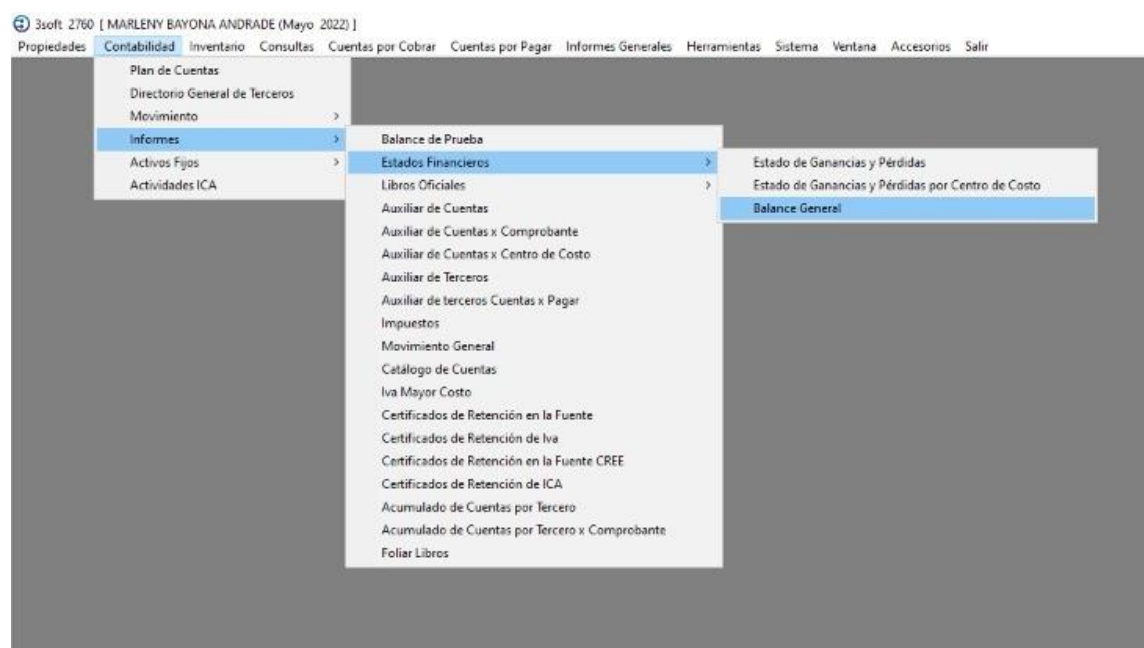 3soft 2760 [ MARLENY BAYONA ANDRADE (Mayo 2022) ]
Propiedades Contabilidad Inventario Consultas Cuentas por Cobrar Cuentas por Pagar Informes Generales Herramientas Sistema Ventana Accesorios Salir
Plan de Cuentas
Directorio General de Terceros
Movimiento >
Informes >
Activos Fijos >
Actividades ICA
Balance de Prueba
Estados Financieros >
Libros Oficiales >
Auxiliar de Cuentas
Auxiliar de Cuentas x Comprobante
Auxiliar de Cuentas x Centro de Costo
Auxiliar de Terceros
Auxiliar de terceros Cuentas x Pagar
Impuestos
Movimiento General
Catálogo de Cuentas
Iva Mayor Costo
Certificados de Retención en la Fuente
Certificados de Retención de Iva
Certificados de Retención en la Fuente CREE
Certificados de Retención de ICA
Acumulado de Cuentas por Tercero
Acumulado de Cuentas por Tercero x Comprobante
Foliar Libros
Estado de Ganancias y Pérdidas
Estado de Ganancias y Pérdidas por Centro de Costo
Balance General